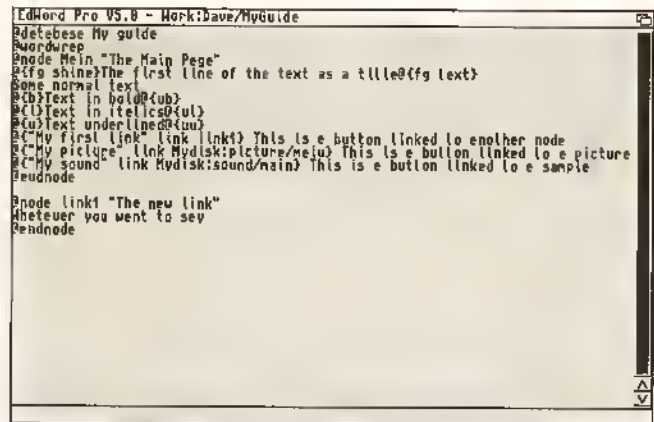 EdWord Pro V5.0 - Work:Dave/MyGuide
@database My guide
@wordwrap
@node Main "The Main Page"
@{fg shine}The first line of the text as a title@{fg text}
Some normal text
@{b}Text in bold@{ub}
@{i}Text in italics@{ui}
@{u}Text underlined@{uu}
@{"My first link" link link1} This is a button linked to another node
@{"My picture" link Mydisk:picture/me[u} This is a button linked to a picture
@{"My sound" link Mydisk:sound/main} This is a button linked to a sample
@endnode
@node link1 "The new link"
Whatever you want to say
@endnode